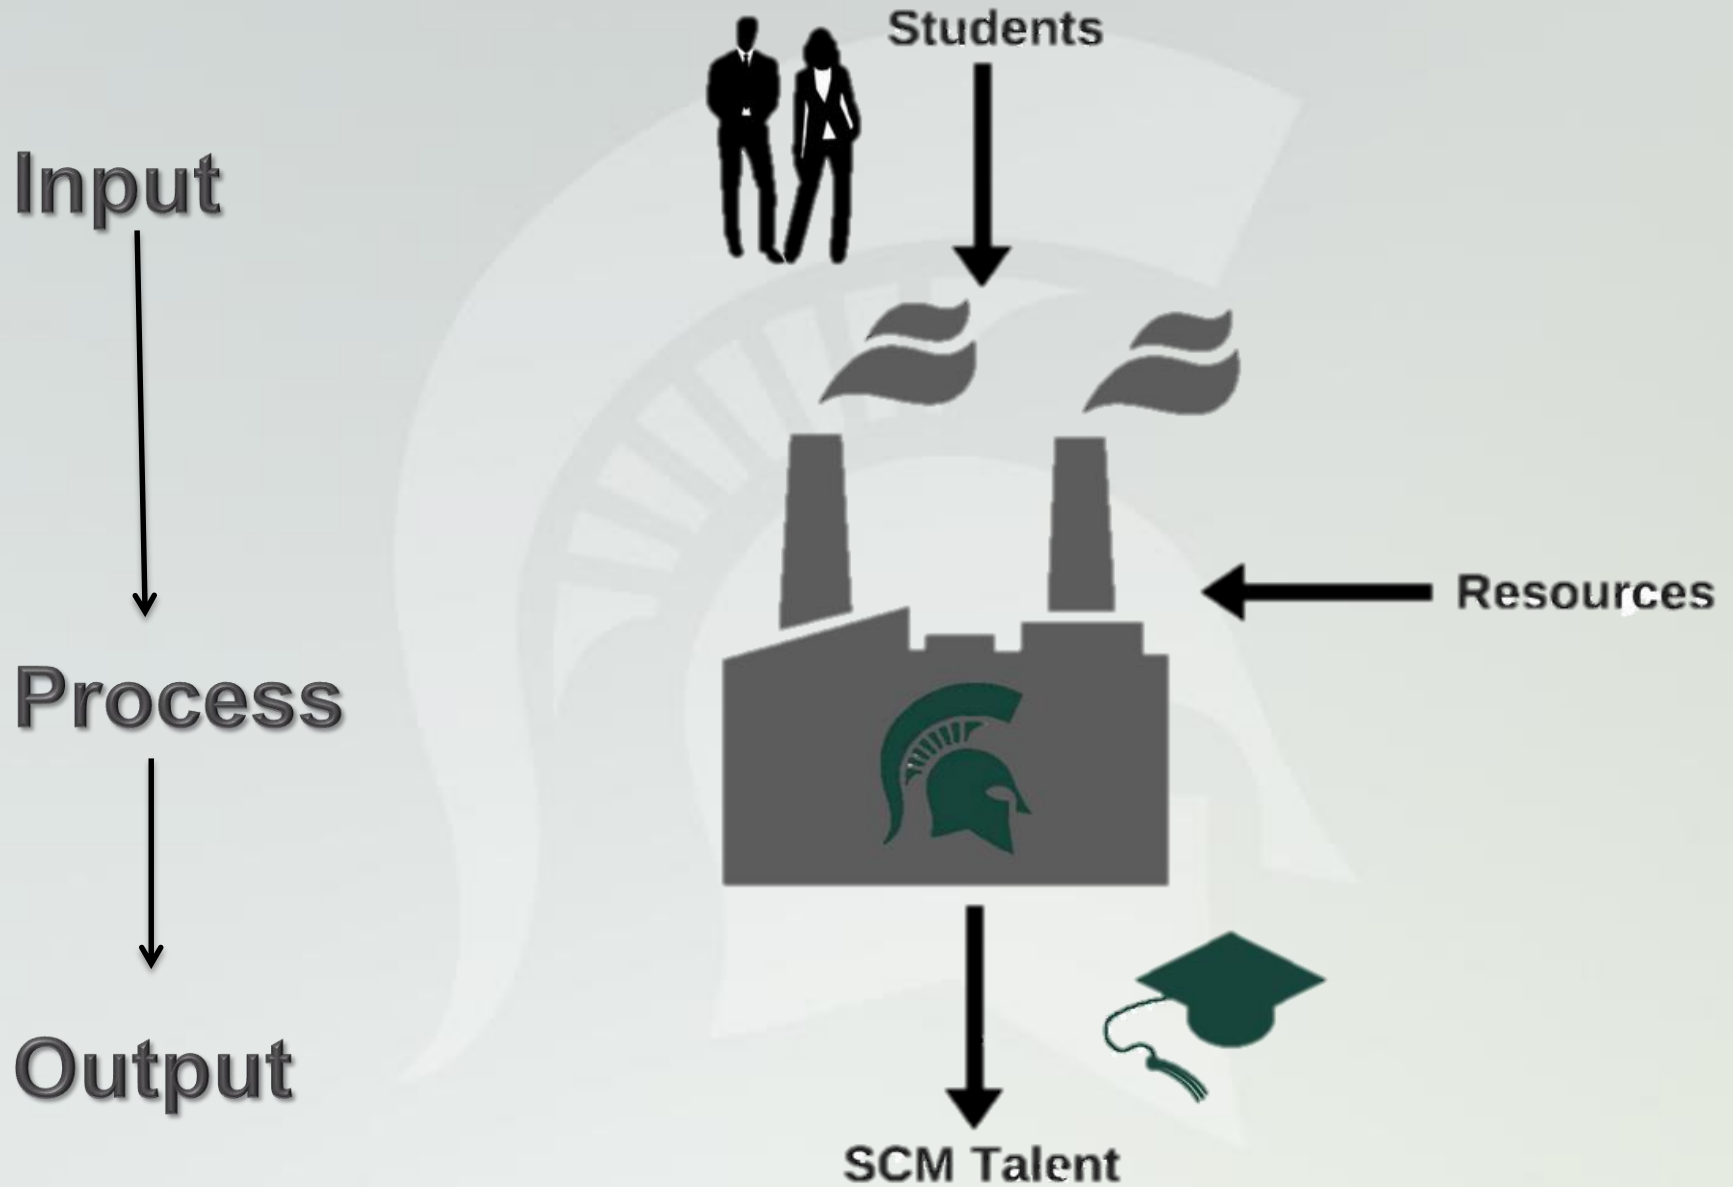 Students
Input
Resources
Process
Output
SCM Talent